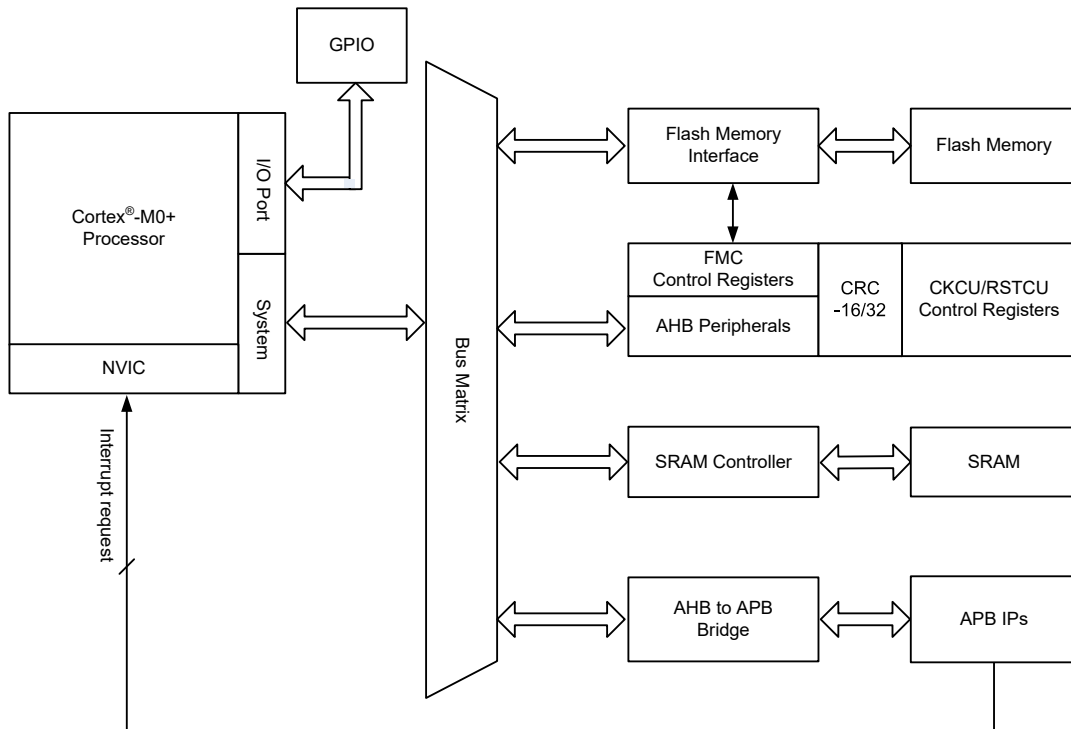 GPIO
Cortex®-M0+
Processor
I/O Port
System
NVIC
Interrupt request
Bus Matrix
Flash Memory
Interface
Flash Memory
FMC
Control Registers
AHB Peripherals
CRC
-16/32
CKCU/RSTCU
Control Registers
SRAM Controller
SRAM
AHB to APB
Bridge
APB IPs